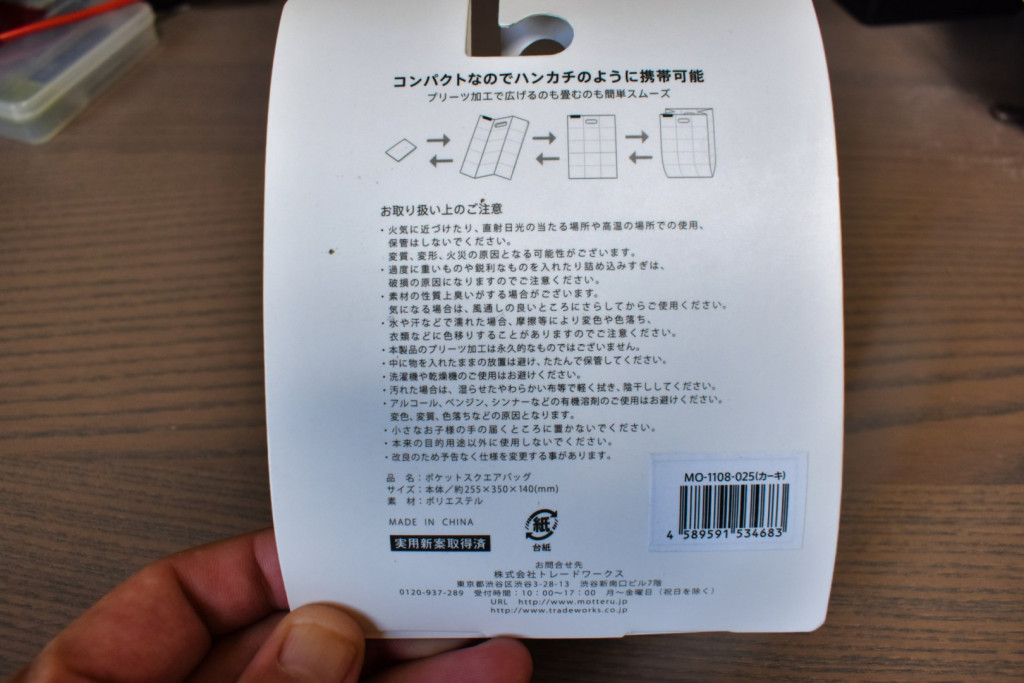 コンパクトなのでハンカチのように携帯可能
プリーツ加工で広げるのも畳むのも簡単スムーズ
お取り扱い上のご注意
・火気に近づけたり、直射日光の当たる場所や高温の場所での使用、
保管はしないでください。
変質、変形、火災の原因となる可能性がございます。
・過度に重いものや鋭利なものを入れたり詰め込みすぎは、
破損の原因になりますのでご注意ください。
・素材の性質上臭いがする場合がございます。
気になる場合は、風通しの良いところにさらしてからご使用ください。
・水や汗などで濡れた場合、摩擦等により変色や色落ち、
衣類などに色移りすることがありますのでご注意ください。
・本製品のプリーツ加工は永久的なものではございません。
・中に物を入れたままの放置は避け、たたんで保管してください。
・洗濯機や乾燥機のご使用はお避けください。
・汚れた場合は、湿らせたやわらかい布等で軽く拭き、陰干ししてください。
・アルコール、ベンジン、シンナーなどの有機溶剤のご使用はお避けください。
変色、変質、色落ちなどの原因となります。
・小さなお子様の手の届くところに置かないでください。
・本来の目的用途以外に使用しないでください。
・改良のため予告なく仕様を変更する事があります。
品 名：ポケットスクエアバッグ
サイズ：本体／約255×350×140(mm)
素 材：ポリエステル
MADE IN CHINA
実用新案取得済
紙
台紙
MO-1108-025(カーキ)
4 589591 534683
お問合せ先
株式会社トレードワークス
東京都渋谷区渋谷3-28-13 渋谷新南口ビル7階
0120-937-289 受付時間：10：00〜17：00 月〜金曜日（祝日を除く）
URL http://www.motteru.jp
http://www.tradeworks.co.jp